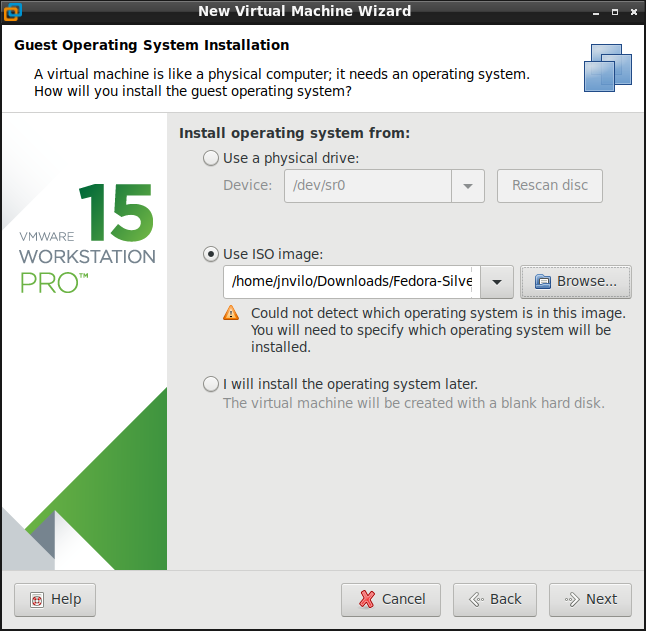 New Virtual Machine Wizard
Guest Operating System Installation
A virtual machine is like a physical computer; it needs an operating system.
How will you install the guest operating system?
Install operating system from:
Use a physical drive:
Device:
/dev/sr0
Rescan disc
15
VMWARE
WORKSTATION
PRO™
Use ISO image:
/home/jnvilo/Downloads/Fedora-Silve
Browse...
Could not detect which operating system is in this image.
You will need to specify which operating system will be
installed.
I will install the operating system later.
The virtual machine will be created with a blank hard disk.
Help
Cancel
Back
Next